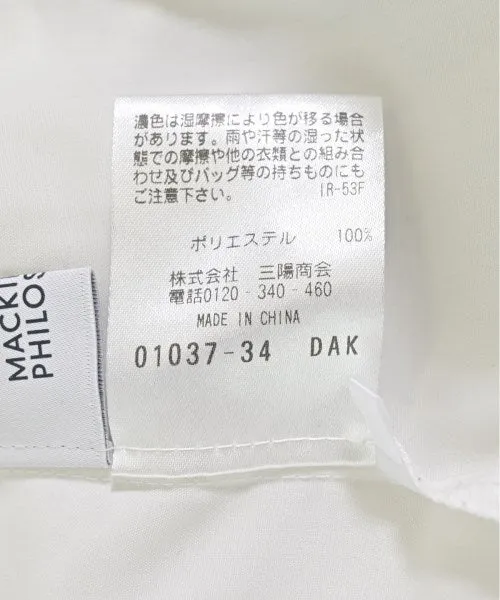 濃色は湿摩擦により色が移る場合
があります。雨や汗等の湿った状
態での摩擦や他の衣類との組み合
わせ及びバッグ等の持ちものにも
ご注意下さい。 IR-53F
ポリエステル 100%
株式会社 三陽商会
電話0120-340-460
MADE IN CHINA
01037-34 DAK
MACKI
PHILOS